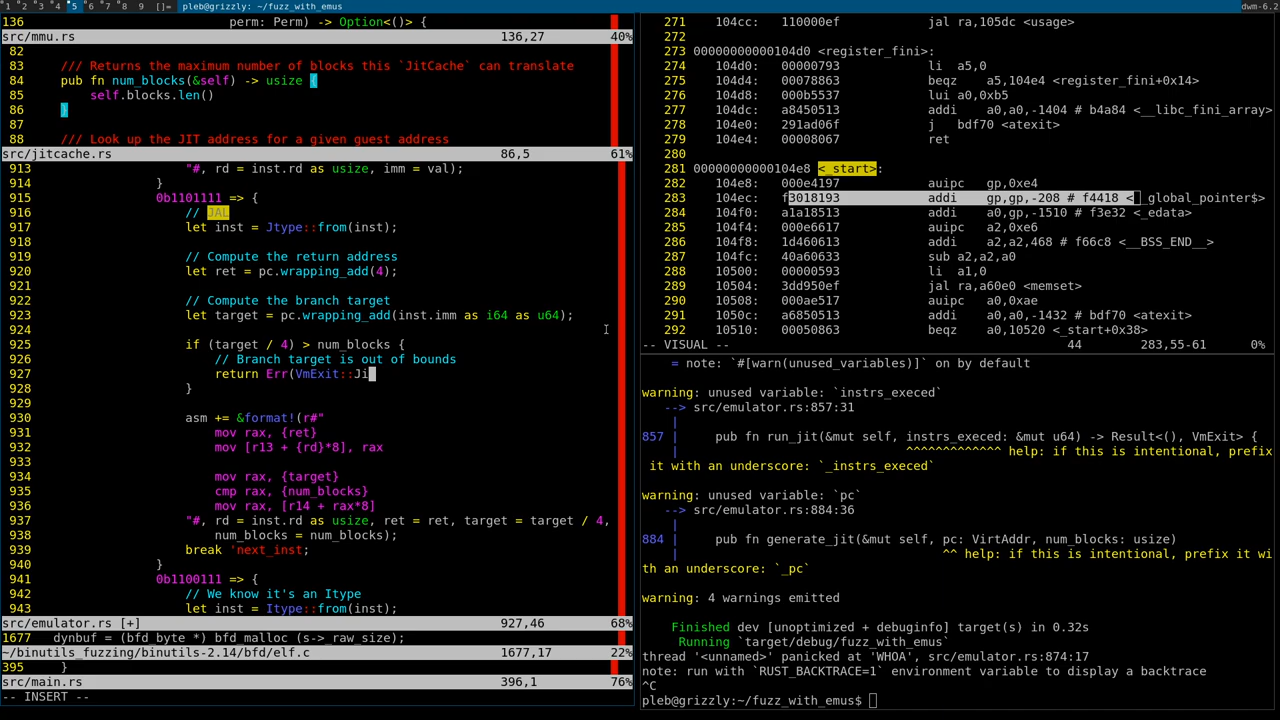 1 2 3 4 5 6 7 8 9 []= pleb@grizzly: ~/fuzz_with_emus dwm-6.2
136 perm: Perm) -> Option<()> {
src/mmu.rs 136,27 40%
82
83 /// Returns the maximum number of blocks this `JitCache` can translate
84 pub fn num_blocks(&self) -> usize {
85 self.blocks.len()
86 }
87
88 /// Look up the JIT address for a given guest address
src/jitcache.rs 86,5 61%
913 "#, rd = inst.rd as usize, imm = val);
914 }
915 0b1101111 => {
916 // JAL
917 let inst = Jtype::from(inst);
918
919 // Compute the return address
920 let ret = pc.wrapping_add(4);
921
922 // Compute the branch target
923 let target = pc.wrapping_add(inst.imm as i64 as u64);
924
925 if (target / 4) > num_blocks {
926 // Branch target is out of bounds
927 return Err(VmExit::Ji
928 }
929
930 asm += &format!(r#"
931 mov rax, {ret}
932 mov [r13 + {rd}*8], rax
933
934 mov rax, {target}
935 cmp rax, {num_blocks}
936 mov rax, [r14 + rax*8]
937 "#, rd = inst.rd as usize, ret = ret, target = target / 4,
938 num_blocks = num_blocks);
939 break 'next_inst;
940 }
941 0b1100111 => {
942 // We know it's an Itype
943 let inst = Itype::from(inst);
src/emulator.rs [+] 927,46 68%
1677 dynbuf = (bfd_byte *) bfd_malloc (s->_raw_size);
~/binutils_fuzzing/binutils-2.14/bfd/elf.c 1677,17 22%
395 }
src/main.rs 396,1 76%
-- INSERT --
271 104cc: 110000ef jal ra,105dc <usage>
272
273 00000000000104d0 <register_fini>:
274 104d0: 00000793 li a5,0
275 104d4: 00078863 beqz a5,104e4 <register_fini+0x14>
276 104d8: 000b5537 lui a0,0xb5
277 104dc: a8450513 addi a0,a0,-1404 # b4a84 <__libc_fini_array>
278 104e0: 291ad06f j bdf70 <atexit>
279 104e4: 00008067 ret
280
281 00000000000104e8 <_start>:
282 104e8: 000e4197 auipc gp,0xe4
283 104ec: f3018193 addi gp,gp,-208 # f4418 <__global_pointer$>
284 104f0: a1a18513 addi a0,gp,-1510 # f3e32 <_edata>
285 104f4: 000e6617 auipc a2,0xe6
286 104f8: 1d460613 addi a2,a2,468 # f66c8 <__BSS_END__>
287 104fc: 40a60633 sub a2,a2,a0
288 10500: 00000593 li a1,0
289 10504: 3dd950ef jal ra,a60e0 <memset>
290 10508: 000ae517 auipc a0,0xae
291 1050c: a6850513 addi a0,a0,-1432 # bdf70 <atexit>
292 10510: 00050863 beqz a0,10520 <_start+0x38>
-- VISUAL -- 44 283,55-61 0%
= note: `#[warn(unused_variables)]` on by default
warning: unused variable: `instrs_execed`
--> src/emulator.rs:857:31
|
857 | pub fn run_jit(&mut self, instrs_execed: &mut u64) -> Result<(), VmExit> {
| ^^^^^^^^^^^^^ help: if this is intentional, prefix
it with an underscore: `_instrs_execed`
warning: unused variable: `pc`
--> src/emulator.rs:884:36
|
884 | pub fn generate_jit(&mut self, pc: VirtAddr, num_blocks: usize)
| ^^ help: if this is intentional, prefix it wi
th an underscore: `_pc`
warning: 4 warnings emitted
Finished dev [unoptimized + debuginfo] target(s) in 0.32s
Running `target/debug/fuzz_with_emus`
thread '<unnamed>' panicked at 'WHOA', src/emulator.rs:874:17
note: run with `RUST_BACKTRACE=1` environment variable to display a backtrace
^C
pleb@grizzly:~/fuzz_with_emus$